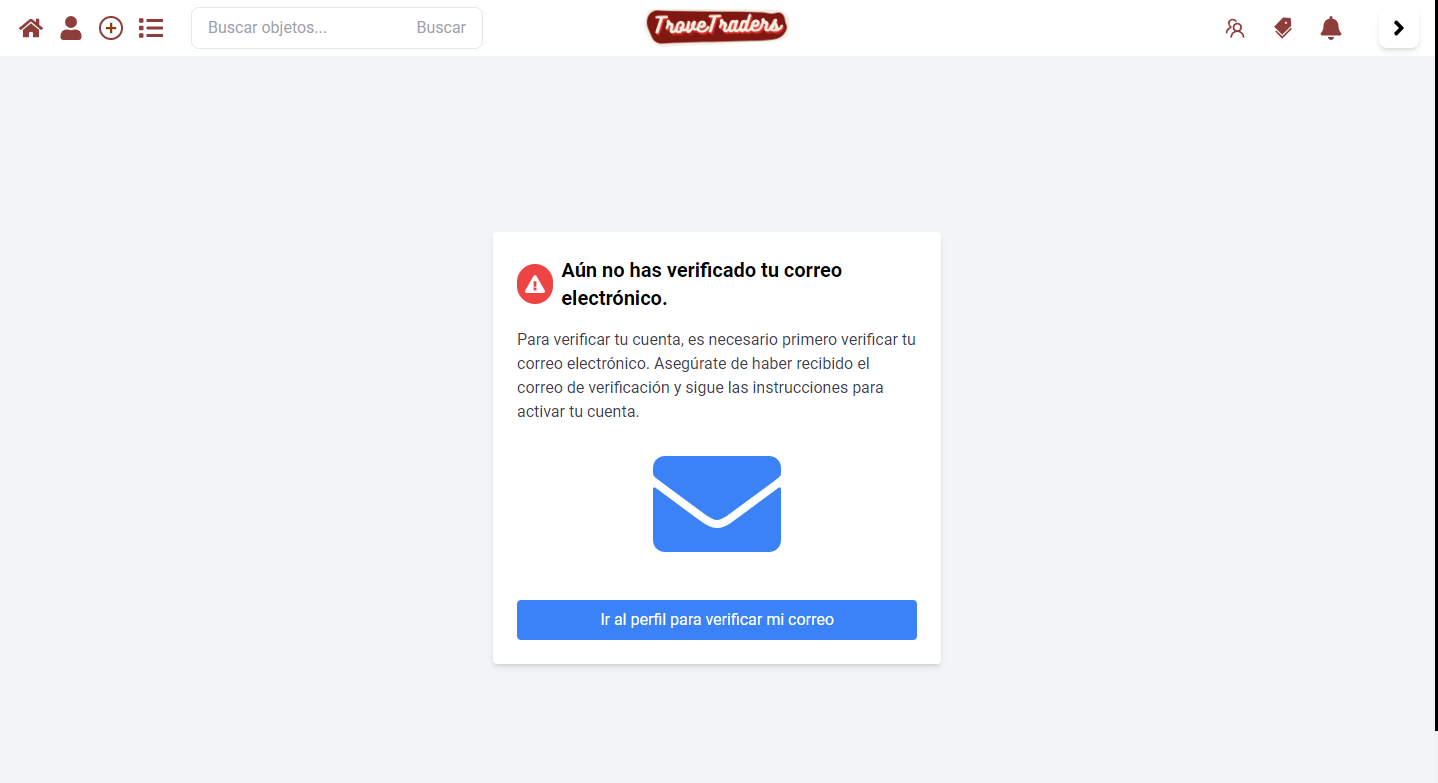 Buscar objetos... Buscar
TroveTraders
Aún no has verificado tu correo
electrónico.
Para verificar tu cuenta, es necesario primero verificar tu
correo electrónico. Asegúrate de haber recibido el
correo de verificación y sigue las instrucciones para
activar tu cuenta.
Ir al perfil para verificar mi correo